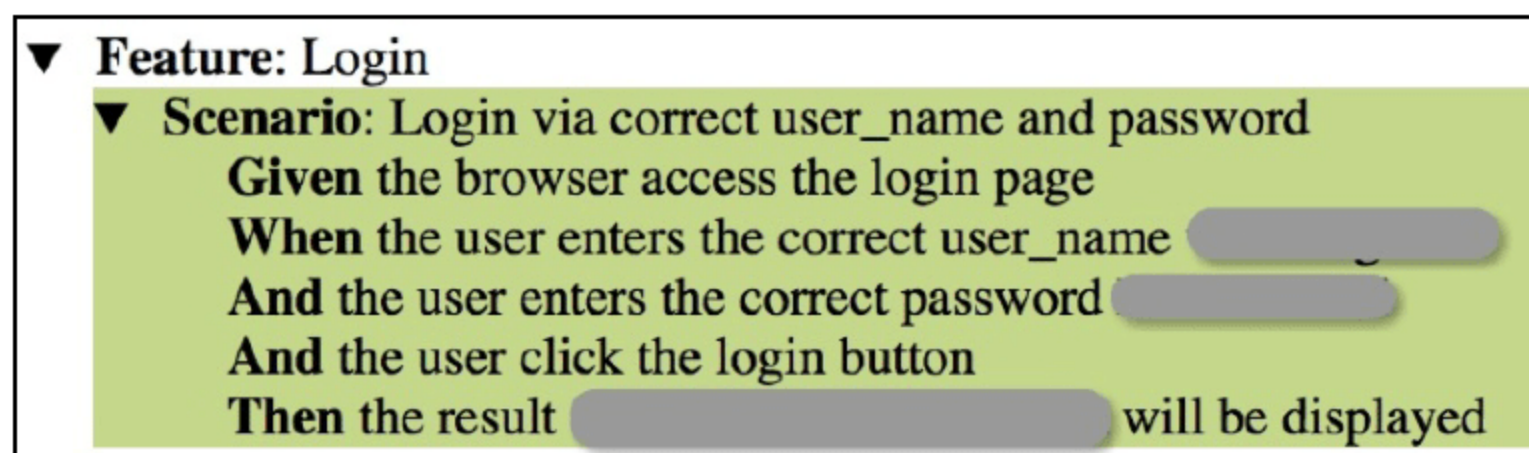 Feature: Login
Scenario: Login via correct user_name and password
Given the browser access the login page
When the user enters the correct user_name
And the user enters the correct password
And the user click the login button
Then the result will be displayed